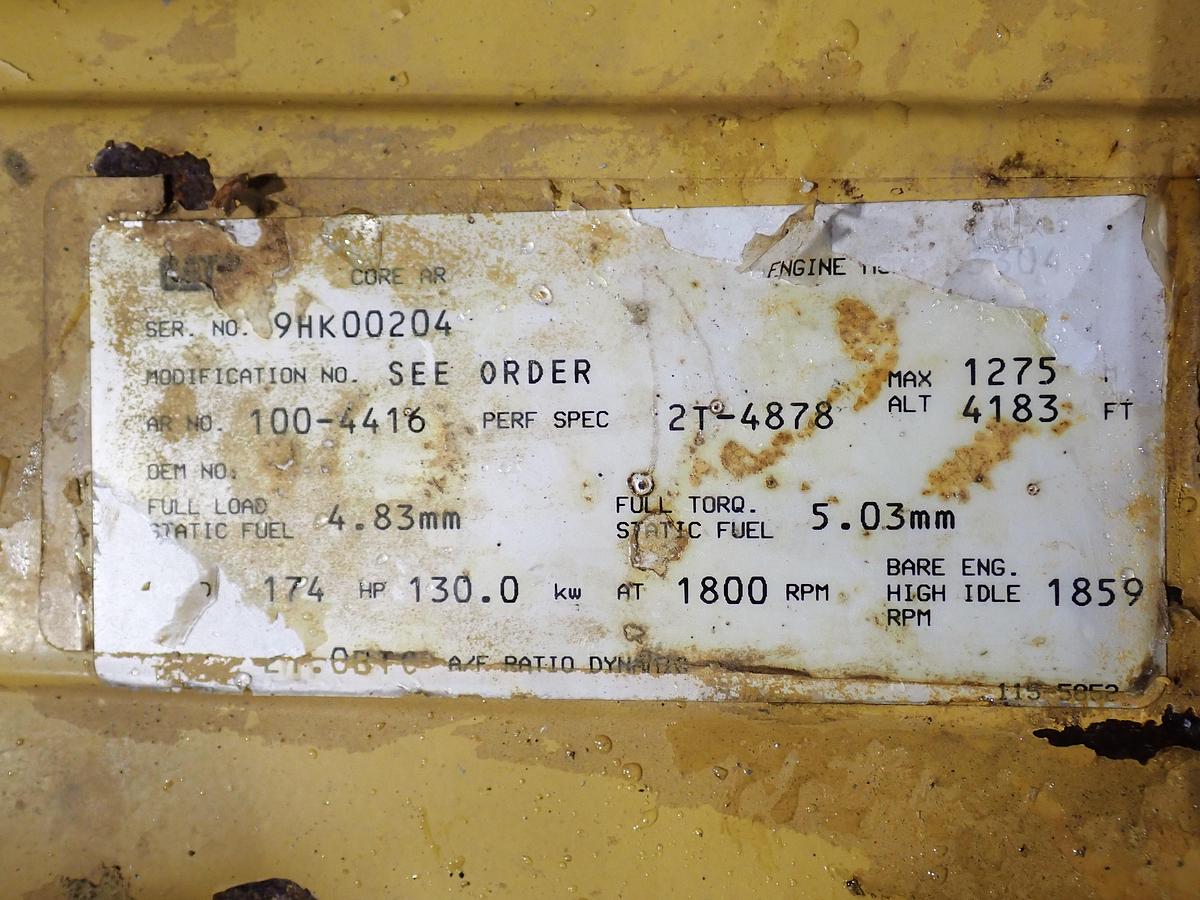 CAT
CORE AR
ENGINE
SER. NO. 9HK00204
MODIFICATION NO. SEE ORDER
MAX ALT 1275
4183 FT
AR NO. 100-4416 PERF SPEC 2T-4878
OEM NO.
FULL LOAD STATIC FUEL 4.83mm
FULL TORQ. STATIC FUEL 5.03mm
174 HP 130.0 kw AT 1800 RPM
BARE ENG. HIGH IDLE RPM 1859
A/F RATIO